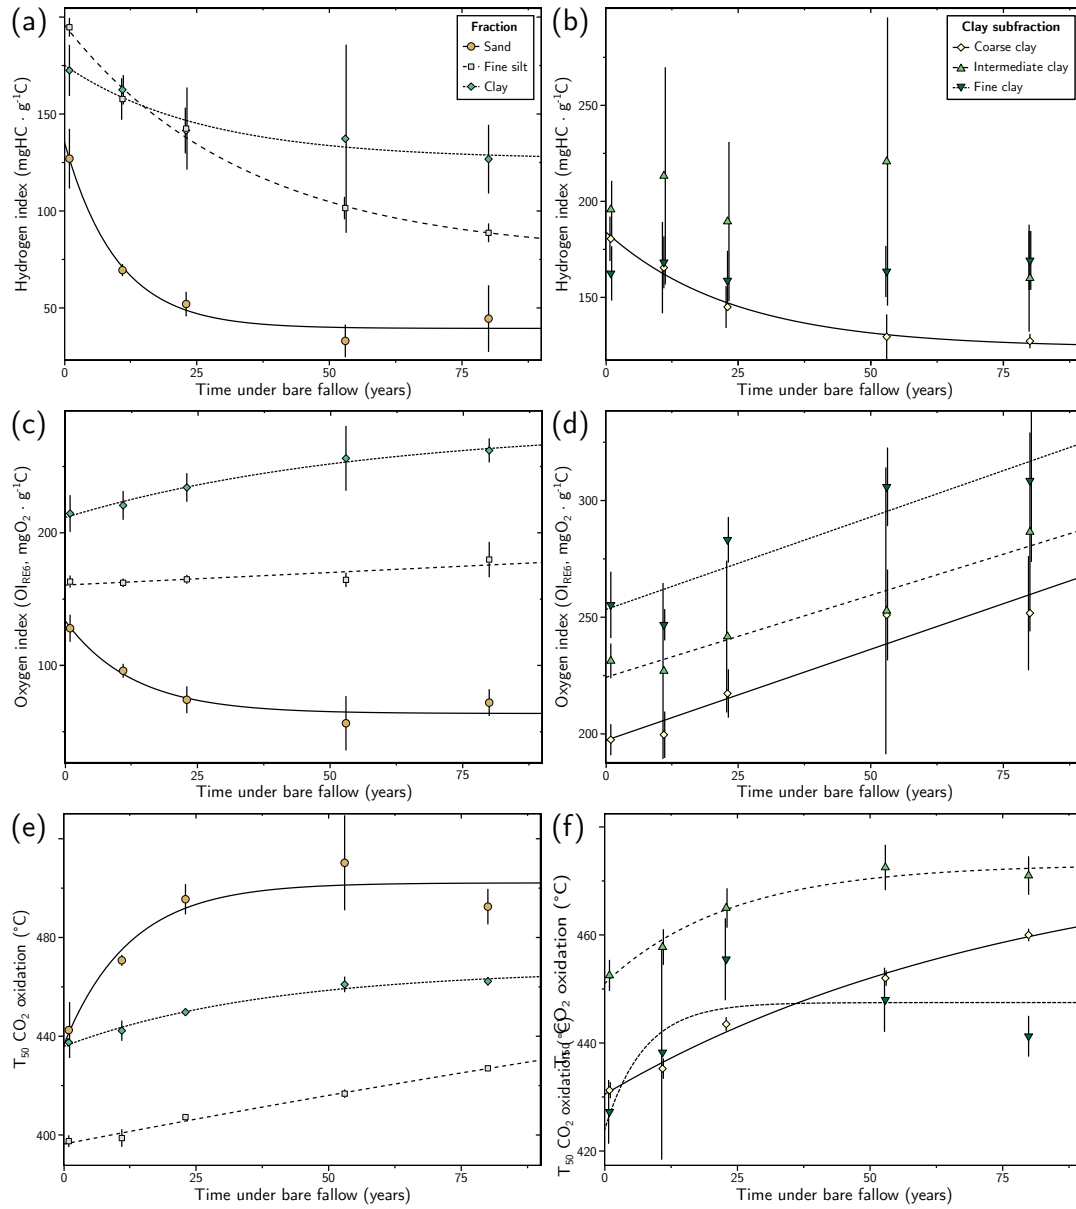 (a)
Hydrogen index (mgHC · g⁻¹C)
150
100
50
0
25
50
75
Time under bare fallow (years)
Fraction
Sand
Fine silt
Clay
(b)
Hydrogen index (mgHC · g⁻¹C)
250
200
150
0
25
50
75
Time under bare fallow (years)
Clay subfraction
Coarse clay
Intermediate clay
Fine clay
(c)
Oxygen index (OI_RE6, mgO₂ · g⁻¹C)
200
100
0
25
50
75
Time under bare fallow (years)
(d)
Oxygen index (OI_RE6, mgO₂ · g⁻¹C)
300
250
200
0
25
50
75
Time under bare fallow (years)
(e)
T₅₀ CO₂ oxidation (°C)
480
440
400
0
25
50
75
Time under bare fallow (years)
(f)
T₅₀ CO₂ oxidation (°C)
T₅₀ CO₂ oxidation (°C)
460
440
420
0
25
50
75
Time under bare fallow (years)